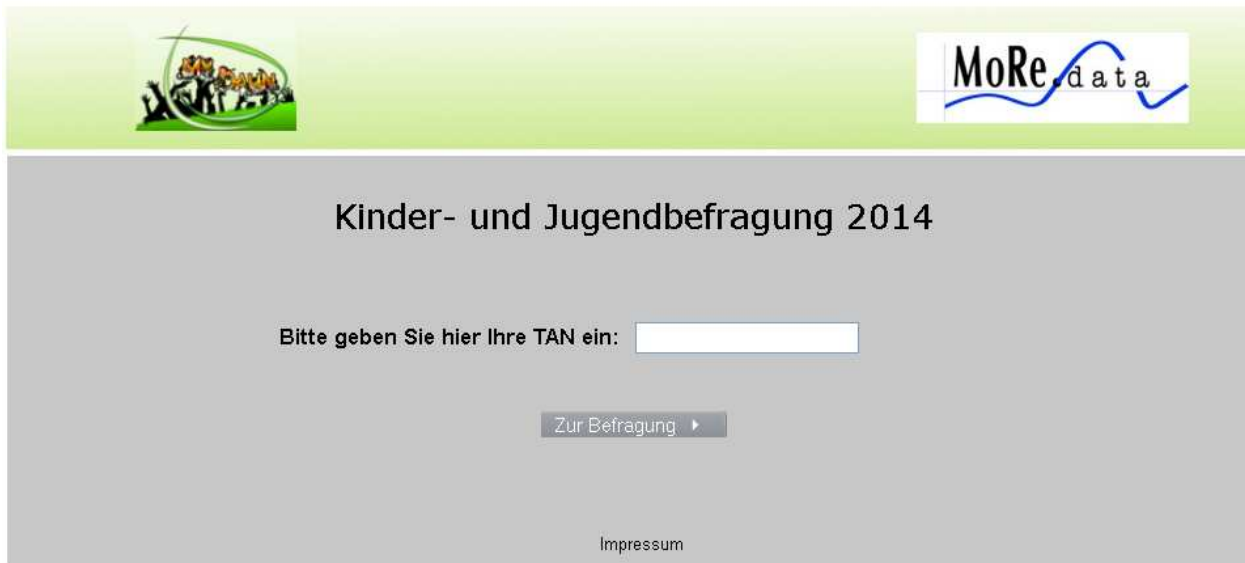 MoRe.data
Kinder- und Jugendbefragung 2014
Bitte geben Sie hier Ihre TAN ein:
Zur Befragung
Impressum